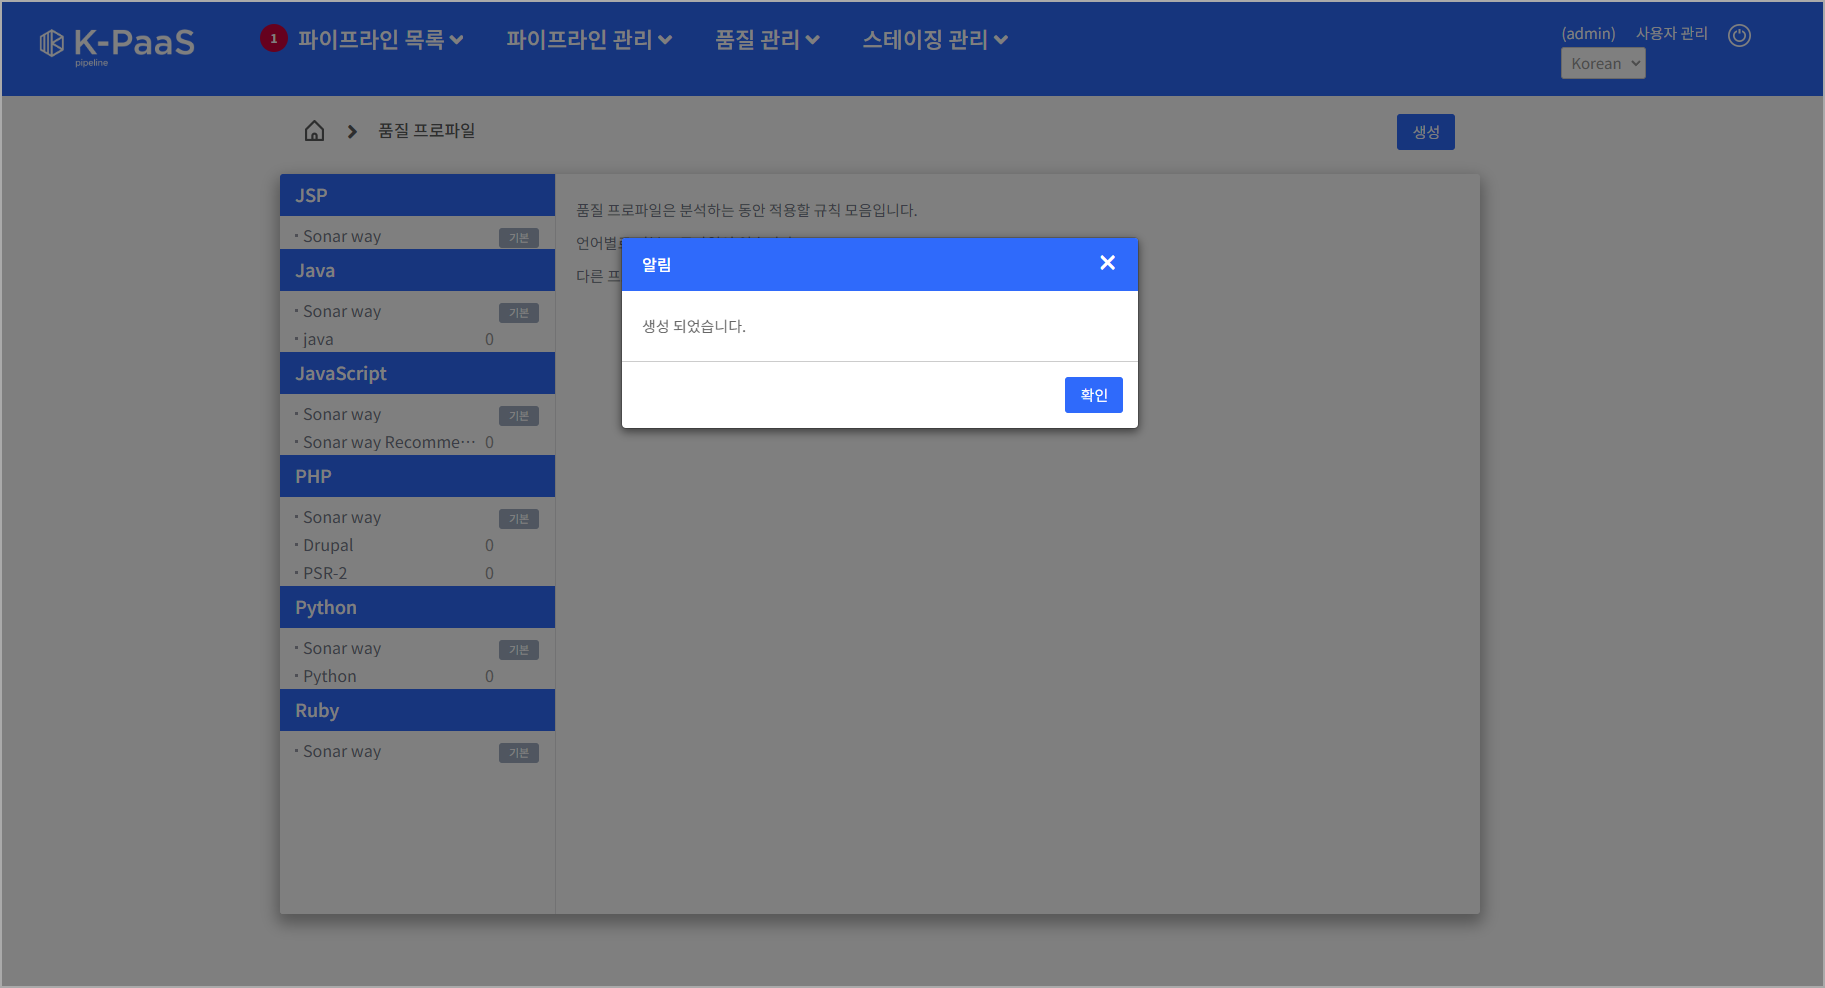 K-PaaS
pipeline
1 파이프라인 목록 파이프라인 관리 품질 관리 스테이징 관리
(admin) 사용자 관리
Korean
품질 프로파일
생성
JSP
Sonar way 기본
Java
Sonar way 기본
java 0
JavaScript
Sonar way 기본
Sonar way Recomme… 0
PHP
Sonar way 기본
Drupal 0
PSR-2 0
Python
Sonar way 기본
Python 0
Ruby
Sonar way 기본
품질 프로파일은 분석하는 동안 적용할 규칙 모음입니다.
언어별로
다른 프
알림
생성 되었습니다.
확인